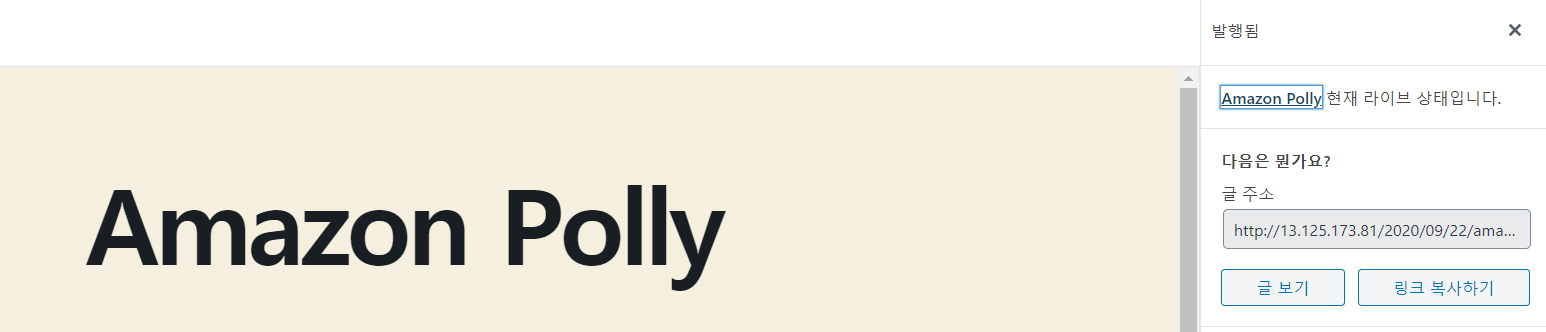 발행됨
Amazon Polly 현재 라이브 상태입니다.
Amazon Polly
다음은 뭔가요?
글 주소
http://13.125.173.81/2020/09/22/ama...
글 보기
링크 복사하기